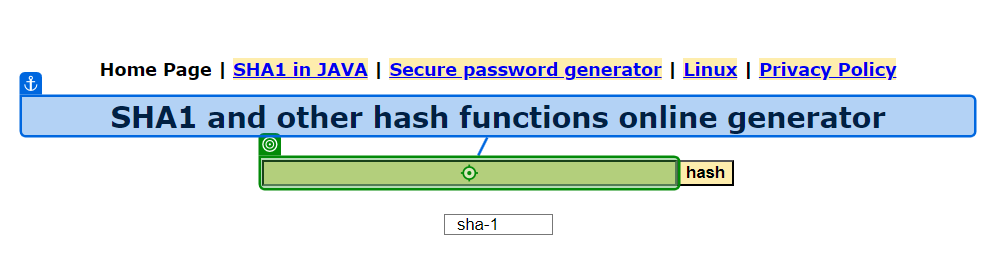 Home Page | SHA1 in JAVA | Secure password generator | Linux | Privacy Policy
SHA1 and other hash functions online generator
hash
sha-1